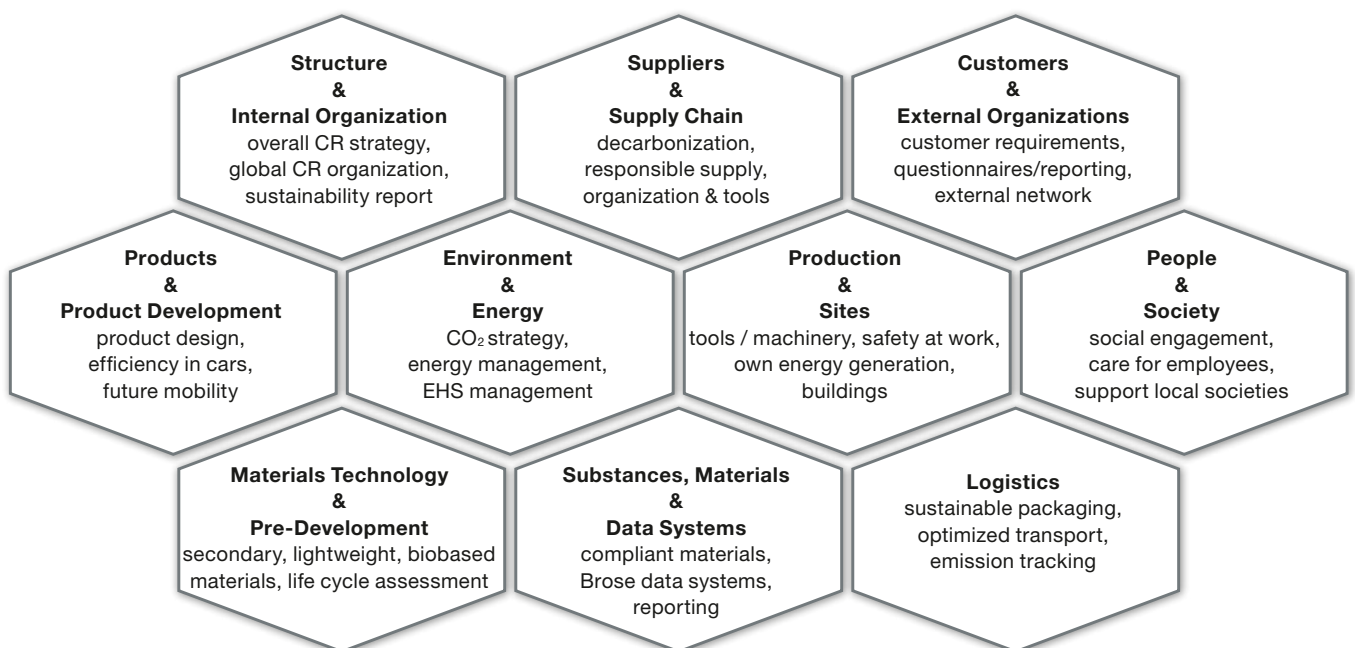 Structure
&
Internal Organization
overall CR strategy,
global CR organization,
sustainability report
Suppliers
&
Supply Chain
decarbonization,
responsible supply,
organization & tools
Customers
&
External Organizations
customer requirements,
questionnaires/reporting,
external network
Products
&
Product Development
product design,
efficiency in cars,
future mobility
Environment
&
Energy
CO₂ strategy,
energy management,
EHS management
Production
&
Sites
tools / machinery, safety at work,
own energy generation,
buildings
People
&
Society
social engagement,
care for employees,
support local societies
Materials Technology
&
Pre-Development
secondary, lightweight, biobased
materials, life cycle assessment
Substances, Materials
&
Data Systems
compliant materials,
Brose data systems,
reporting
Logistics
sustainable packaging,
optimized transport,
emission tracking